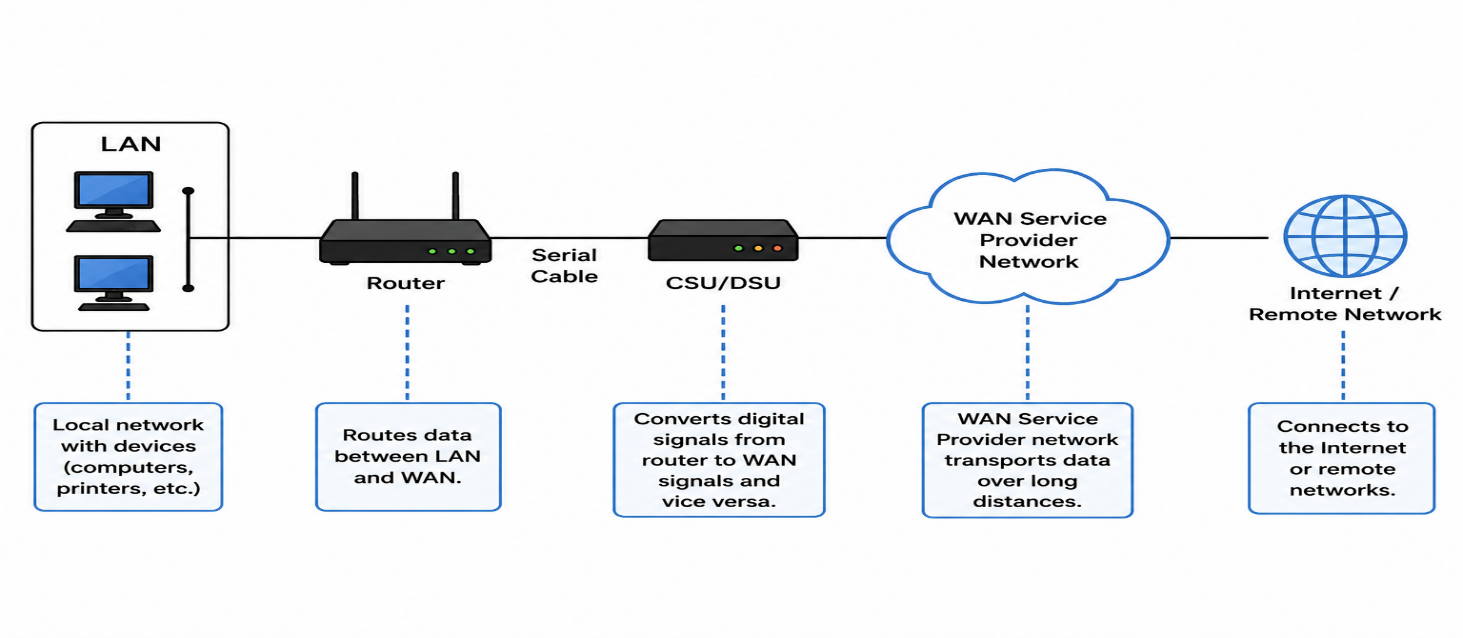 LAN
Router
Serial
Cable
CSU/DSU
WAN Service
Provider
Network
Internet /
Remote Network
Local network
with devices
(computers,
printers, etc.)
Routes data
between LAN
and WAN.
Converts digital
signals from
router to WAN
signals and
vice versa.
WAN Service
Provider network
transports data
over long
distances.
Connects to
the Internet
or remote
networks.